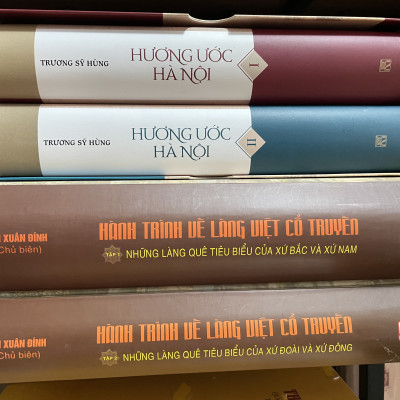 TRƯƠNG SỸ HÙNG
HƯƠNG ƯỚC
HÀ NỘI
I
TRƯƠNG SỸ HÙNG
HƯƠNG ƯỚC
HÀ NỘI
II
XUÂN ĐÍNH
(Chủ biên)
HÀNH TRÌNH VỀ LÀNG VIỆT CỔ TRUYỀN
TẬP 1 NHỮNG LÀNG QUÊ TIÊU BIỂU CỦA XỨ BẮC VÀ XỨ NAM
XUÂN ĐÍNH
(Chủ biên)
HÀNH TRÌNH VỀ LÀNG VIỆT CỔ TRUYỀN
TẬP 2 NHỮNG LÀNG QUÊ TIÊU BIỂU CỦA XỨ ĐOÀI VÀ XỨ ĐÔNG